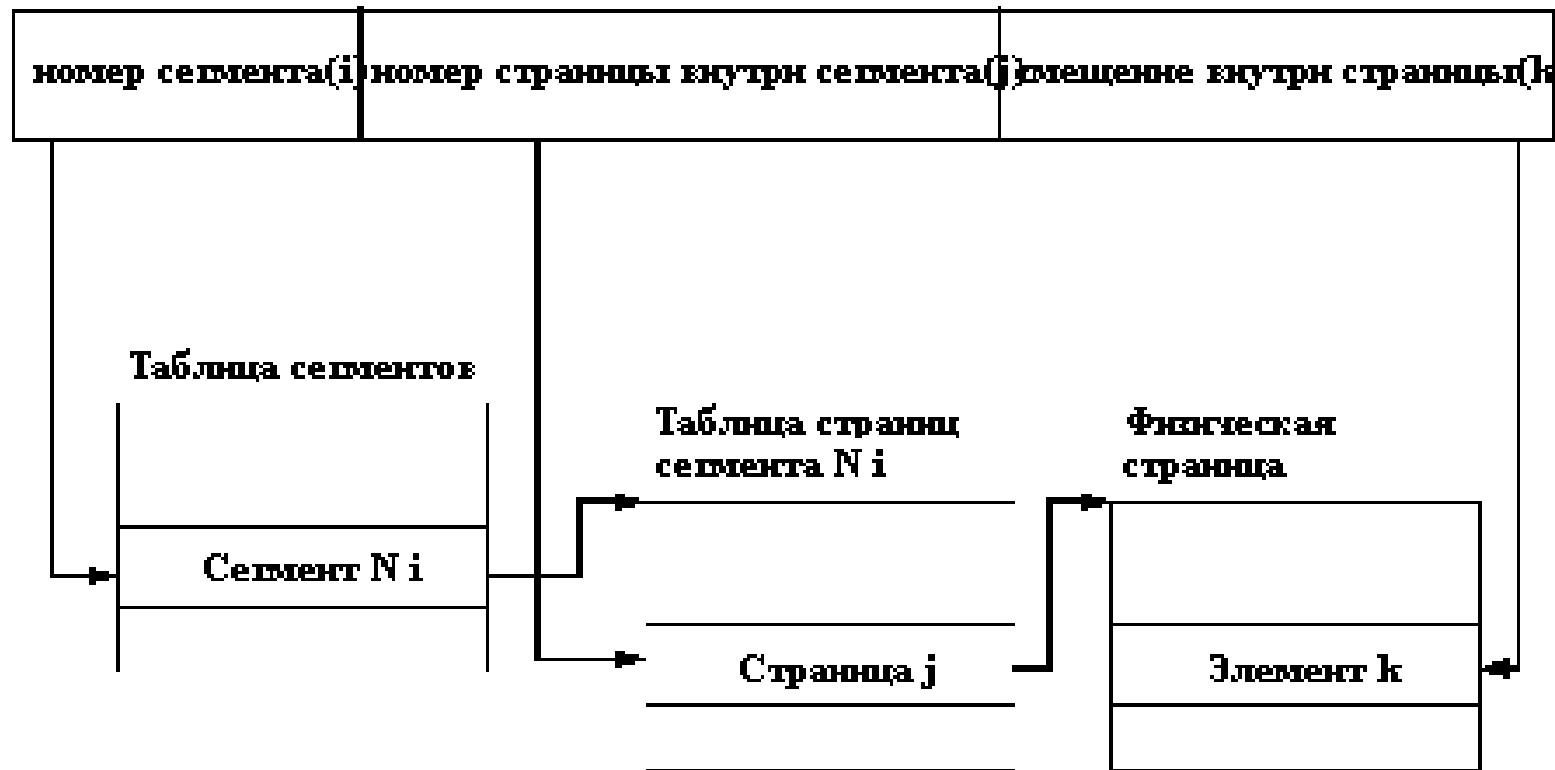 номер сегмента(i)
номер страницы внутри сегмента(j)
смещение внутри страницы(k
Таблица сегментов
Сегмент N i
Таблица страниц
сегмента N i
Страница j
Физическая
страница
Элемент k